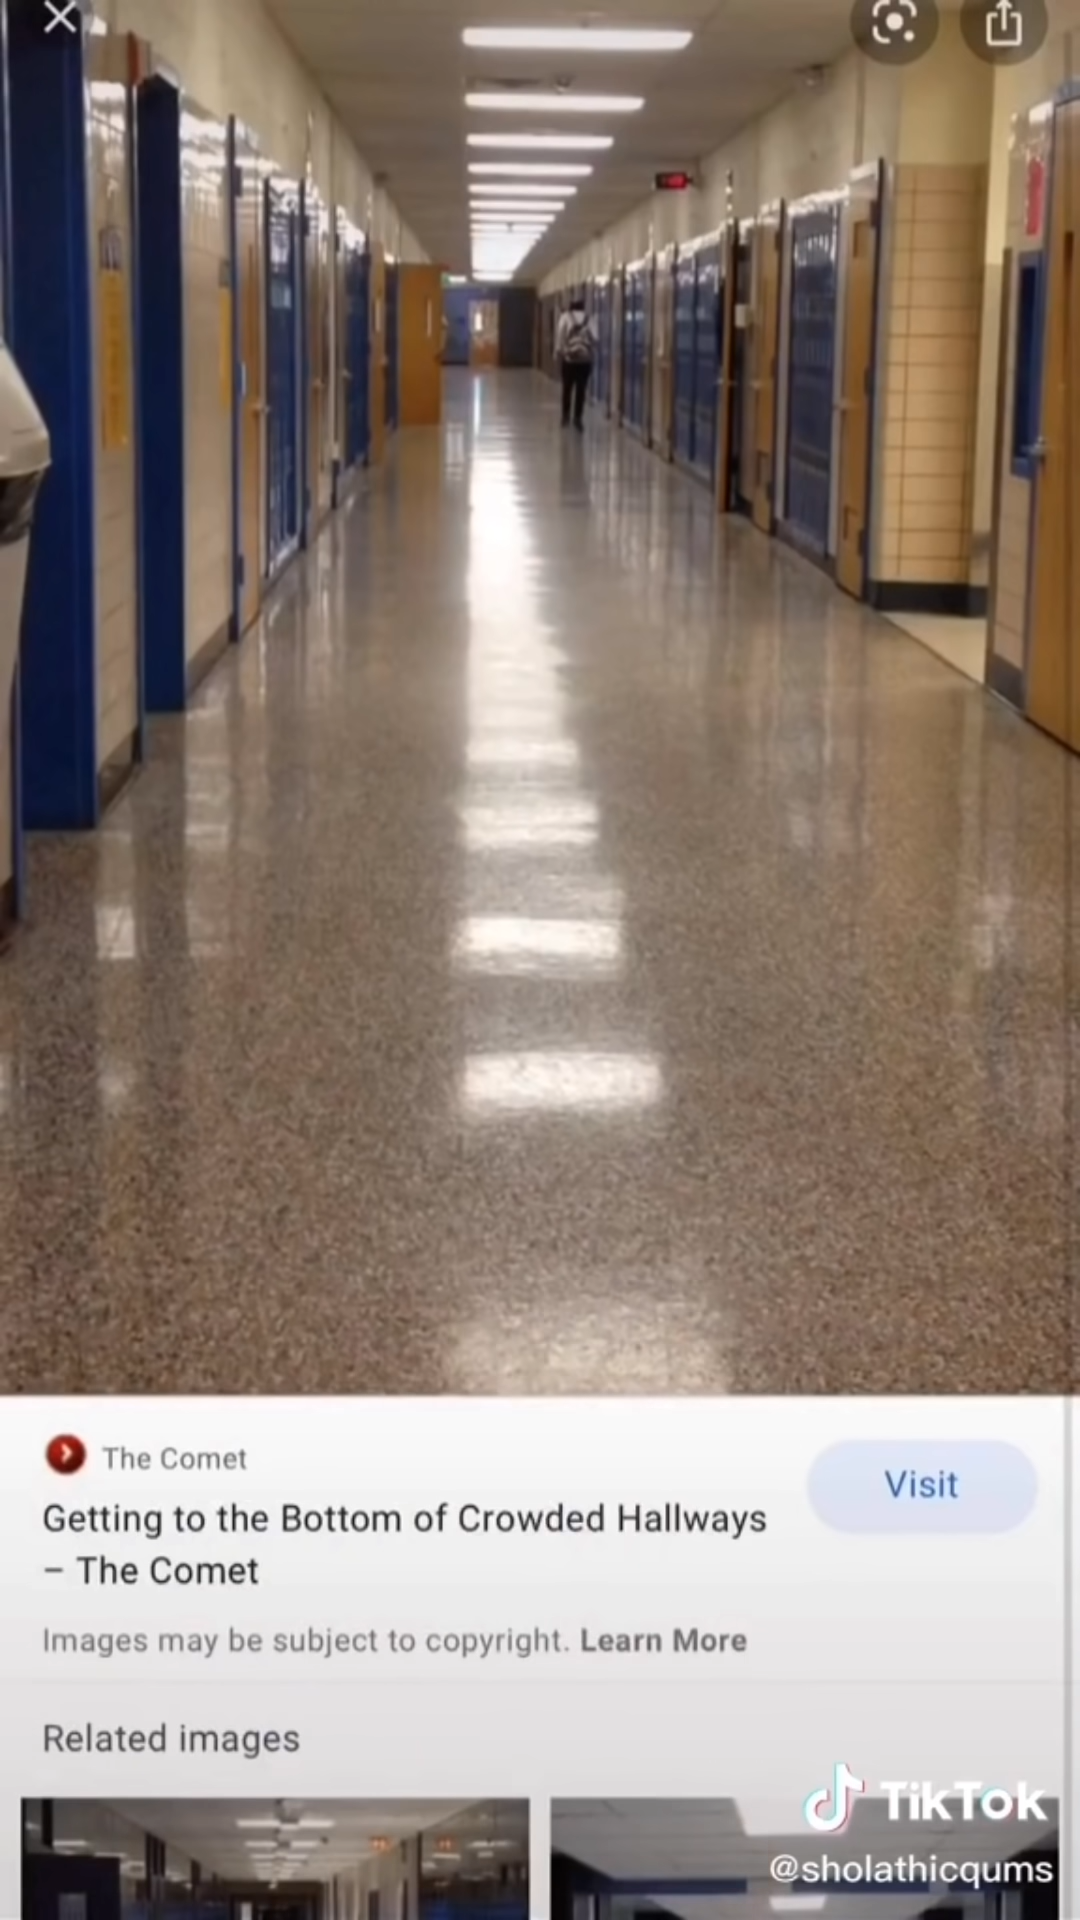 The Comet
Visit
Getting to the Bottom of Crowded Hallways
– The Comet
Images may be subject to copyright. Learn More
Related images
TikTok
@sholathicqums